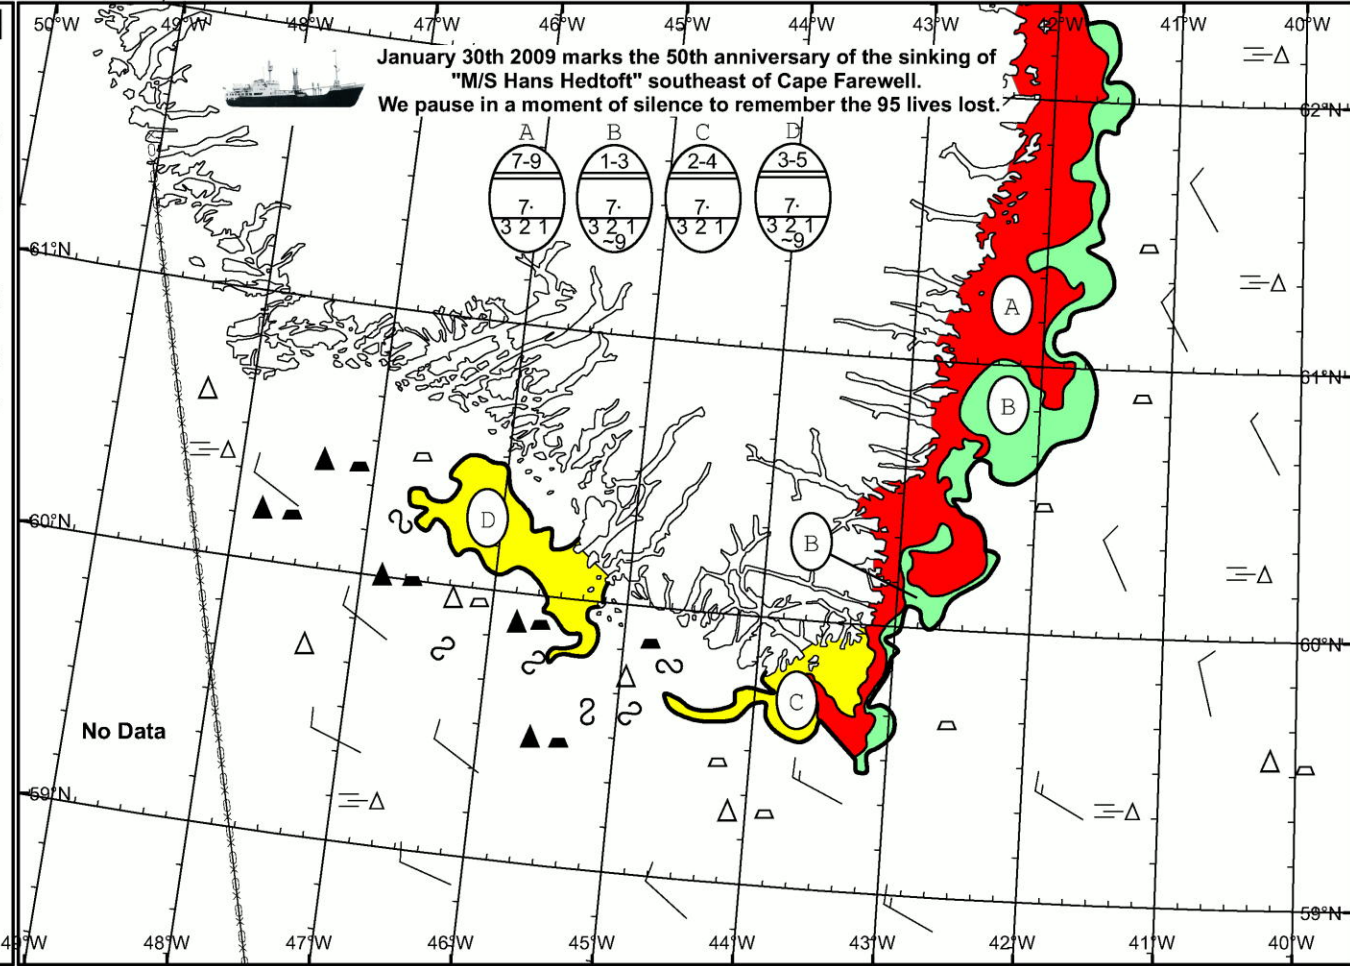 50°W 49°W 48°W 47°W 46°W 45°W 44°W 43°W 42°W 41°W 40°W
January 30th 2009 marks the 50th anniversary of the sinking of
"M/S Hans Hedtoft" southeast of Cape Farewell.
We pause in a moment of silence to remember the 95 lives lost.
62°N
A B C D
7-9 1-3 2-4 3-5
7· 7· 7· 7·
3 2 1 3 2 1 3 2 1 3 2 1
~9 ~9
61°N
A
61°N
B
D
60°N
B
60°N
C
No Data
59°N
59°N
49°W 48°W 47°W 46°W 45°W 44°W 43°W 42°W 41°W 40°W